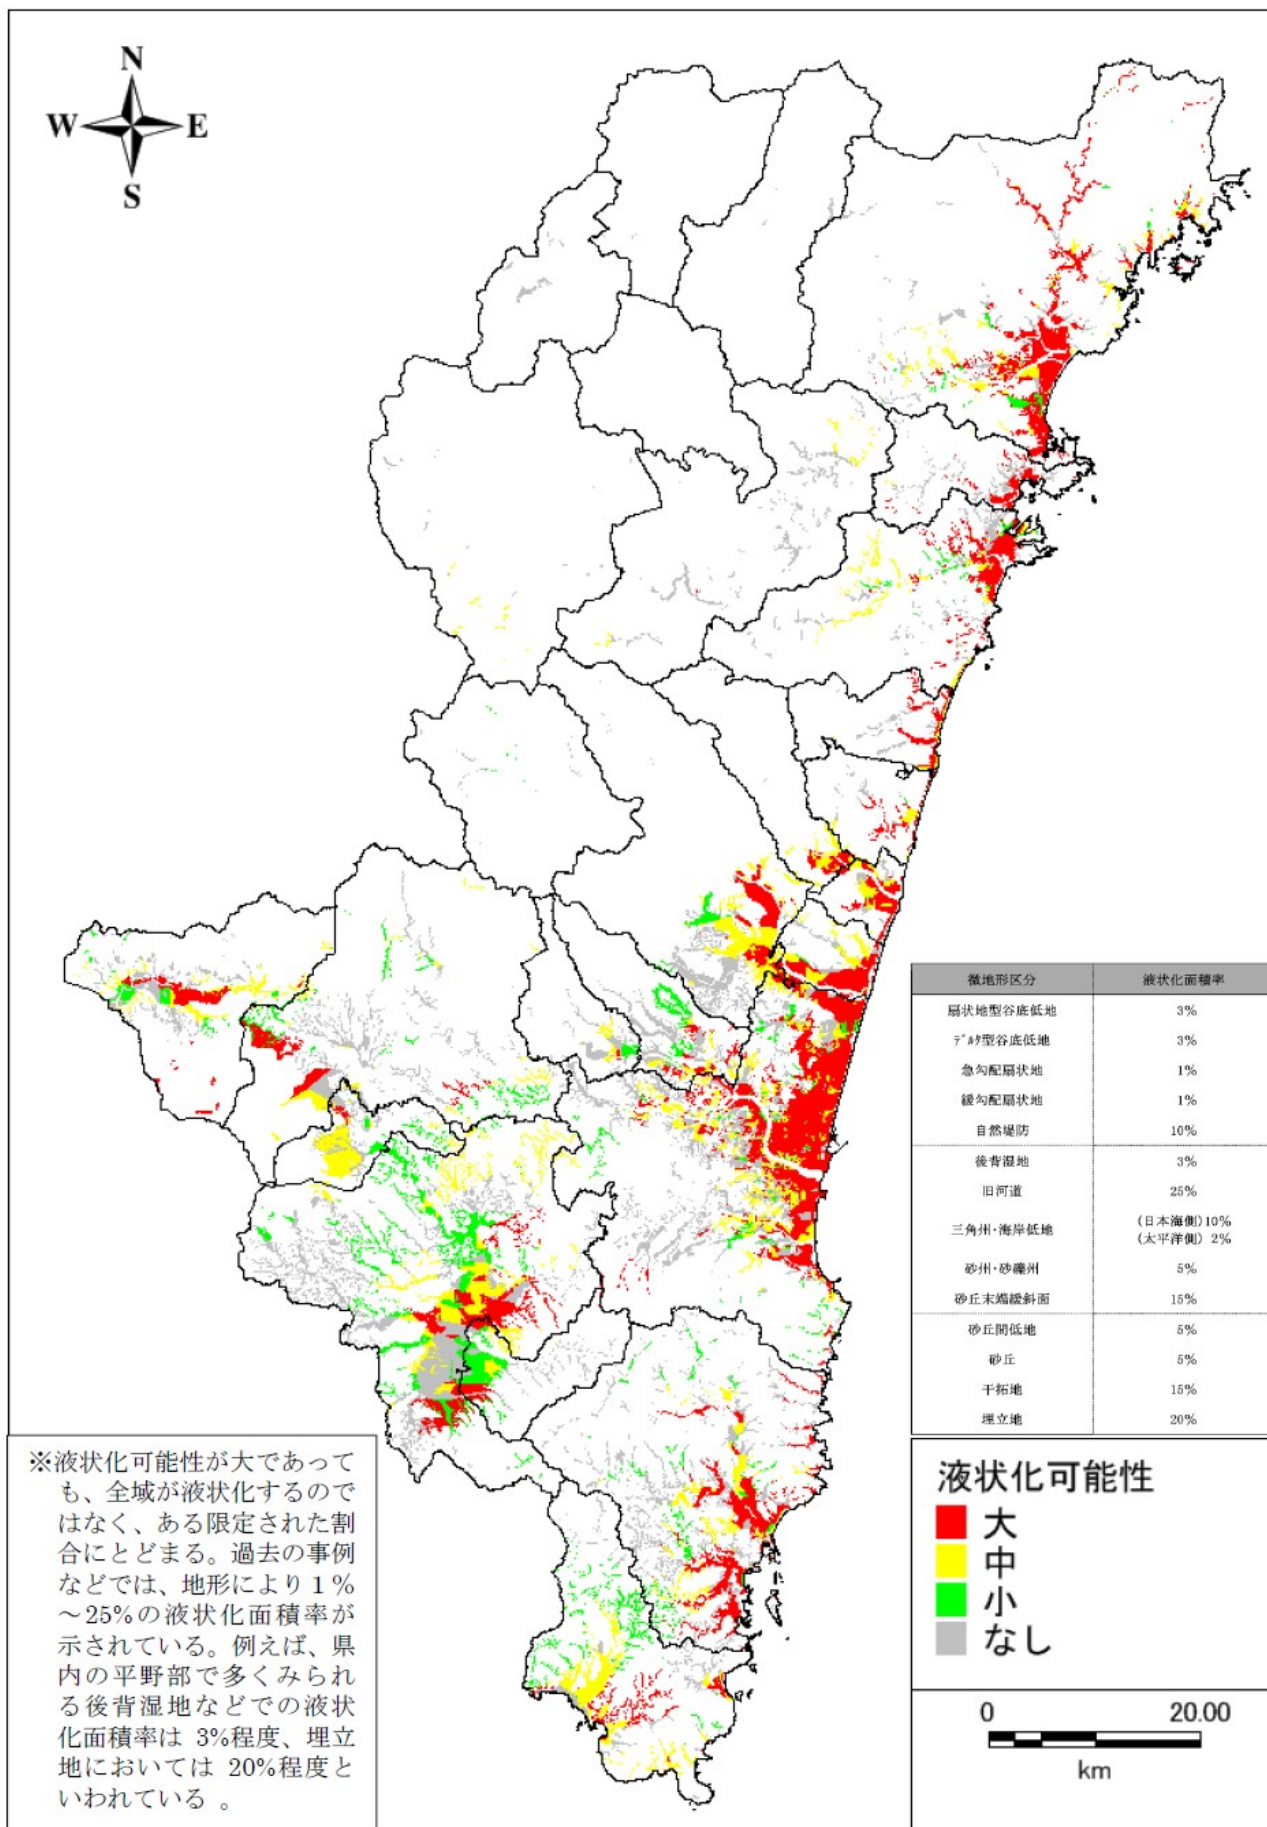 N
W E
S
微地形区分 液状化面積率
扇状地型谷底低地 3%
デルタ型谷底低地 3%
急勾配扇状地 1%
緩勾配扇状地 1%
自然堤防 10%
後背湿地 3%
旧河道 25%
三角州・海岸低地 (日本海側)10%
(太平洋側) 2%
砂州・砂礫州 5%
砂丘末端緩斜面 15%
砂丘間低地 5%
砂丘 5%
干拓地 15%
埋立地 20%
※液状化可能性が大であって
も、全域が液状化するのでは
はなく、ある限定された割
合にとどまる。過去の事例
などでは、地形により１%
～25%の液状化面積率が
示されている。例えば、県
内の平野部で多くみられ
る後背湿地などでの液状
化面積率は 3%程度、埋立
地においては 20%程度と
いわれている 。
液状化可能性
大
中
小
なし
0 20.00
km